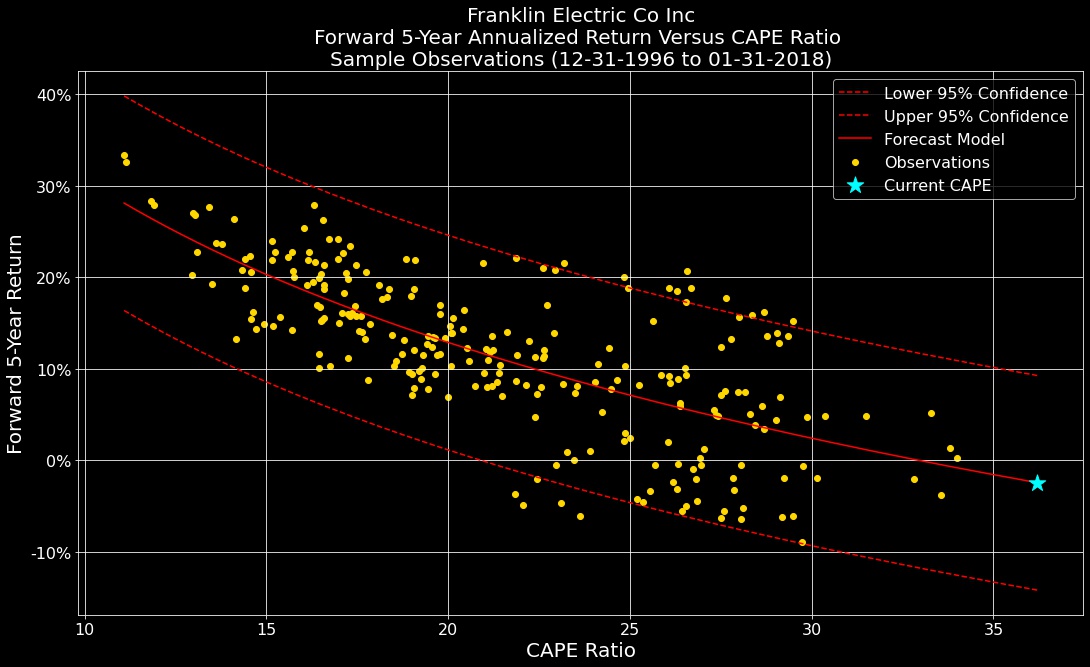 Franklin Electric Co Inc
Forward 5-Year Annualized Return Versus CAPE Ratio
Sample Observations (12-31-1996 to 01-31-2018)
Lower 95% Confidence
Upper 95% Confidence
Forecast Model
Observations
Current CAPE
Forward 5-Year Return
40%
30%
20%
10%
0%
-10%
10 15 20 25 30 35
CAPE Ratio